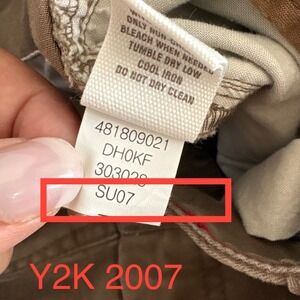 ONLY NON-CHLORINE
BLEACH WHEN NEEDED
TUMBLE DRY LOW
COOL IRON
DO NOT DRY CLEAN
481809021
DH0KF
303028
SU07
Y2K 2007